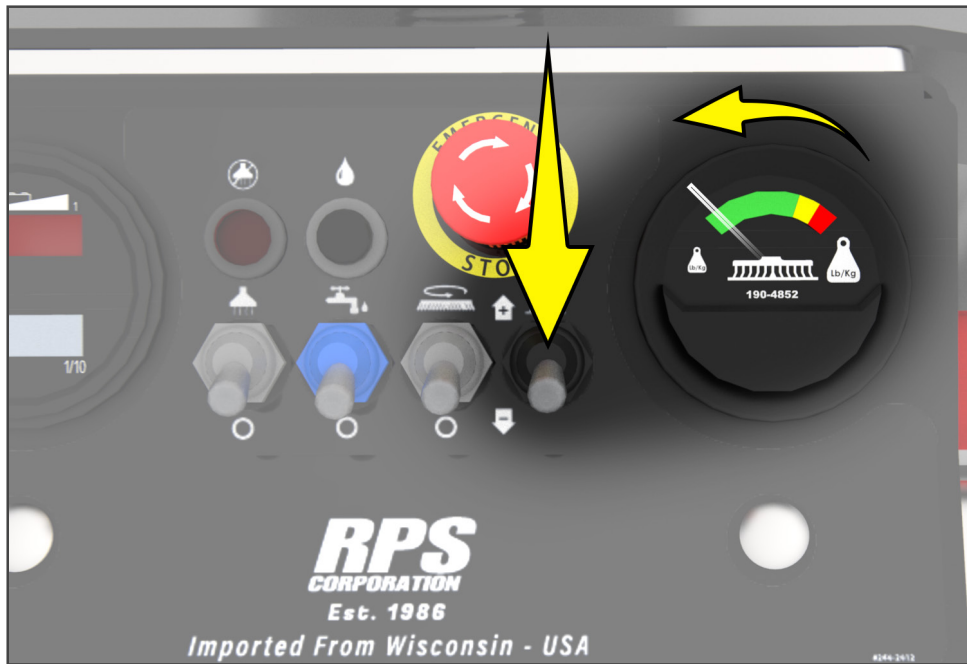 EMERGENCY
STOP
1
1/10
Lb/Kg
Lb/Kg
190-4852
RPS
CORPORATION
Est. 1986
Imported From Wisconsin - USA